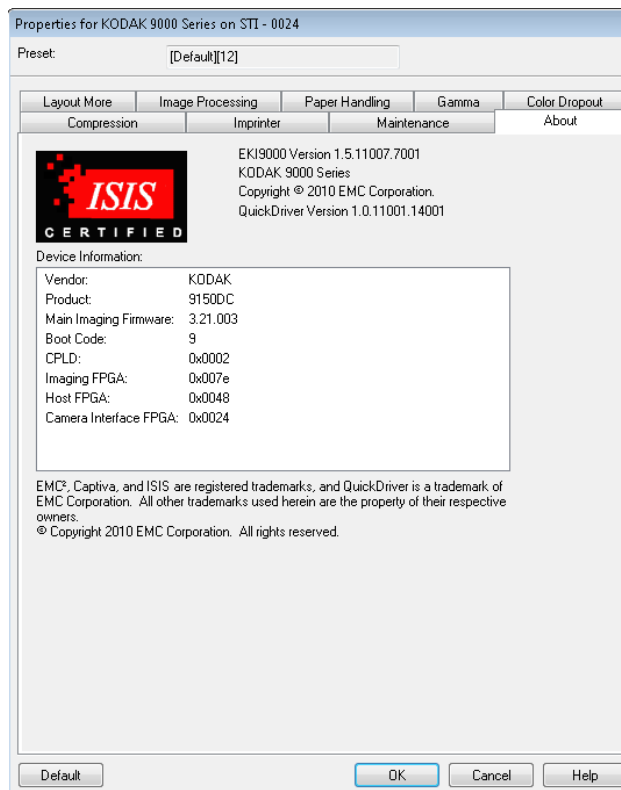 Properties for KODAK 9000 Series on STI - 0024
Preset: [Default][12]
Layout More Image Processing Paper Handling Gamma Color Dropout
Compression Imprinter Maintenance About
ISIS
CERTIFIED
EKI9000 Version 1.5.11007.7001
KODAK 9000 Series
Copyright © 2010 EMC Corporation.
QuickDriver Version 1.0.11001.14001
Device Information:
Vendor: KODAK
Product: 9150DC
Main Imaging Firmware: 3.21.003
Boot Code: 9
CPLD: 0x0002
Imaging FPGA: 0x007e
Host FPGA: 0x0048
Camera Interface FPGA: 0x0024
EMC², Captiva, and ISIS are registered trademarks, and QuickDriver is a trademark of
EMC Corporation. All other trademarks used herein are the property of their respective
owners.
© Copyright 2010 EMC Corporation. All rights reserved.
Default OK Cancel Help